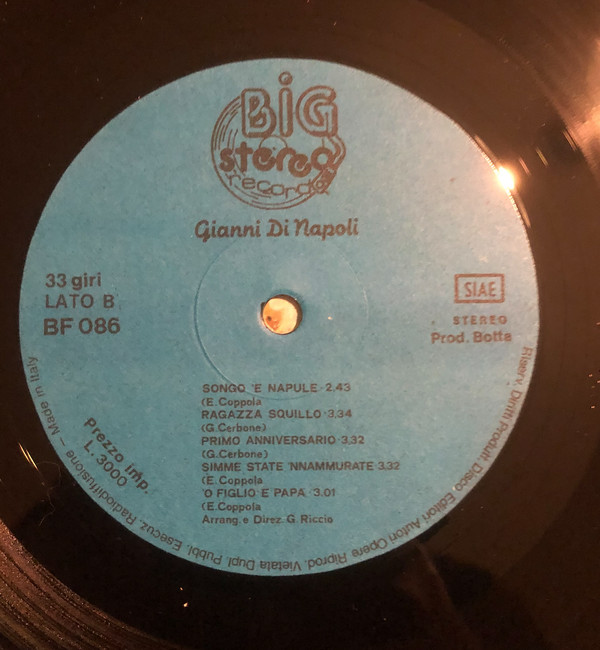 BiG
stereo
records
Gianni Di Napoli
33 giri
LATO B
BF 086
SIAE
STEREO
Prod. Botta
SONGO 'E NAPULE 2.43
(E. Coppola
RAGAZZA SQUILLO 3,34
(G. Cerbone)
PRIMO ANNIVERSARIO 3,32
(G. Cerbone)
SIMME STATE 'NNAMMURATE 3.32
(E. Coppola
'O FIGLIO E PAPA' 3.01
(E. Coppola
Arrang. e Direz. G. Riccio
Prezzo imp.
L. 3000
Riserv. Diritti Produtt. Disco Editori Autori Opere Riprod. Vietata Dupl. Pubbl. Esecuz. Radiodiffusione - Made in Italy